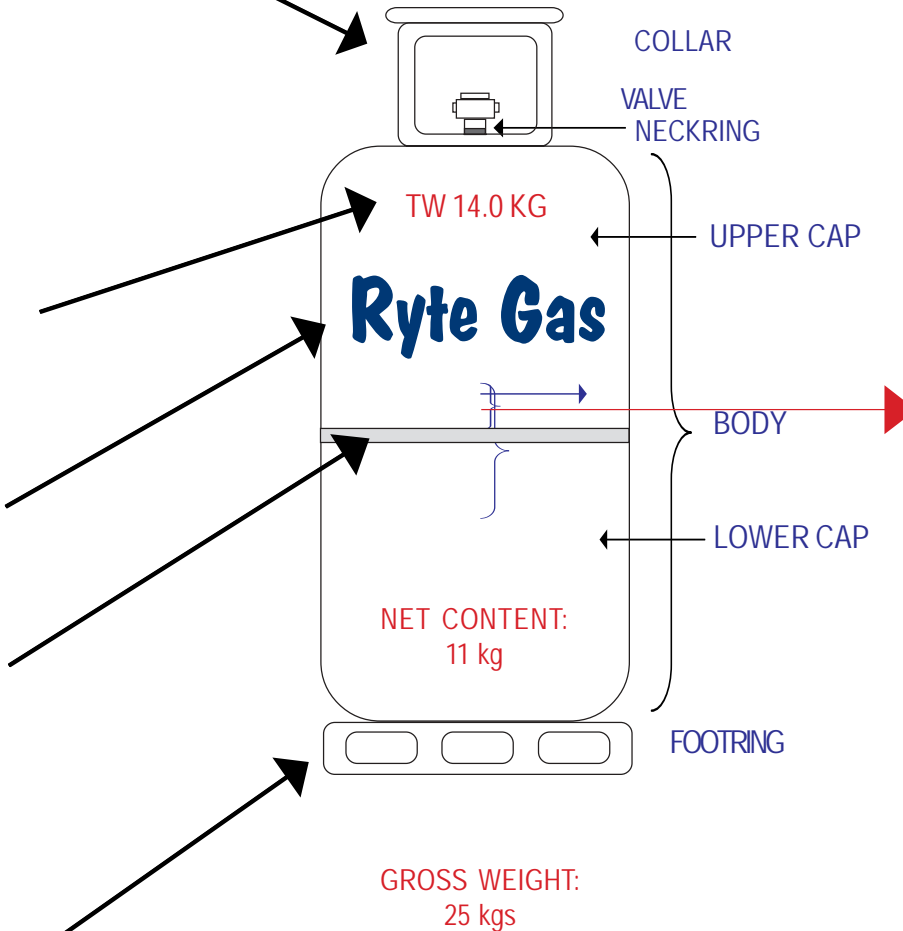 COLLAR
VALVE
NECKRING
TW 14.0 KG
UPPER CAP
Ryte Gas
BODY
LOWER CAP
NET CONTENT:
11 kg
FOOTRING
GROSS WEIGHT:
25 kgs